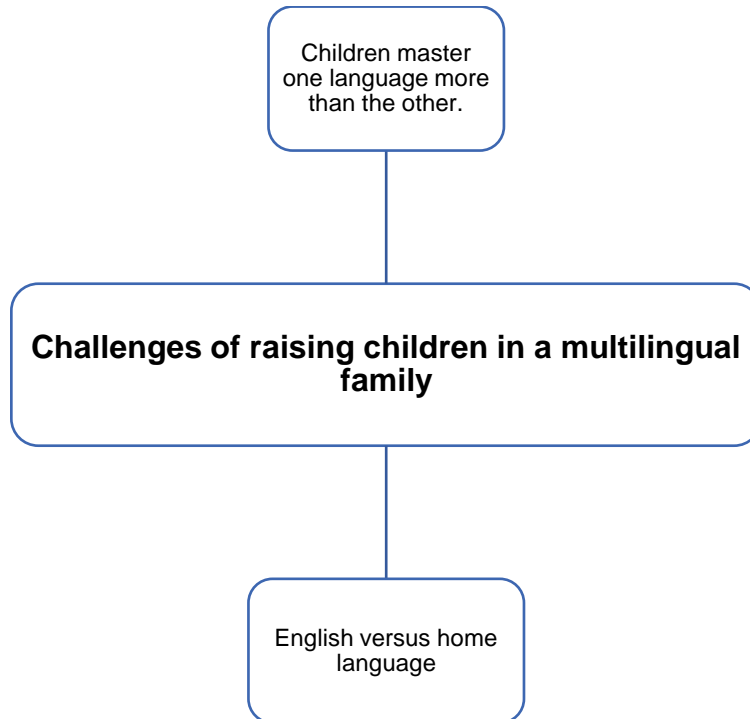 Children master
one language more
than the other.
Challenges of raising children in a multilingual
family
English versus home
language